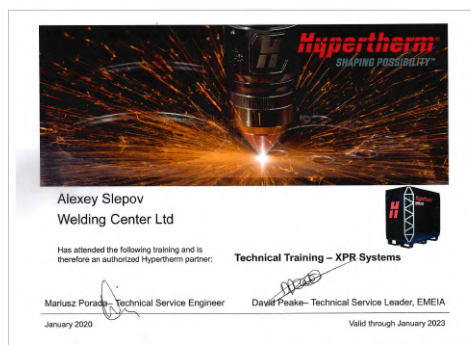 Hypertherm®
SHAPING POSSIBILITY™
Alexey Slepov
Welding Center Ltd
Has attended the following training and is
therefore an authorized Hypertherm partner:
Technical Training – XPR Systems
Mariusz Porada– Technical Service Engineer
David Peake– Technical Service Leader, EMEIA
January 2020
Valid through January 2023